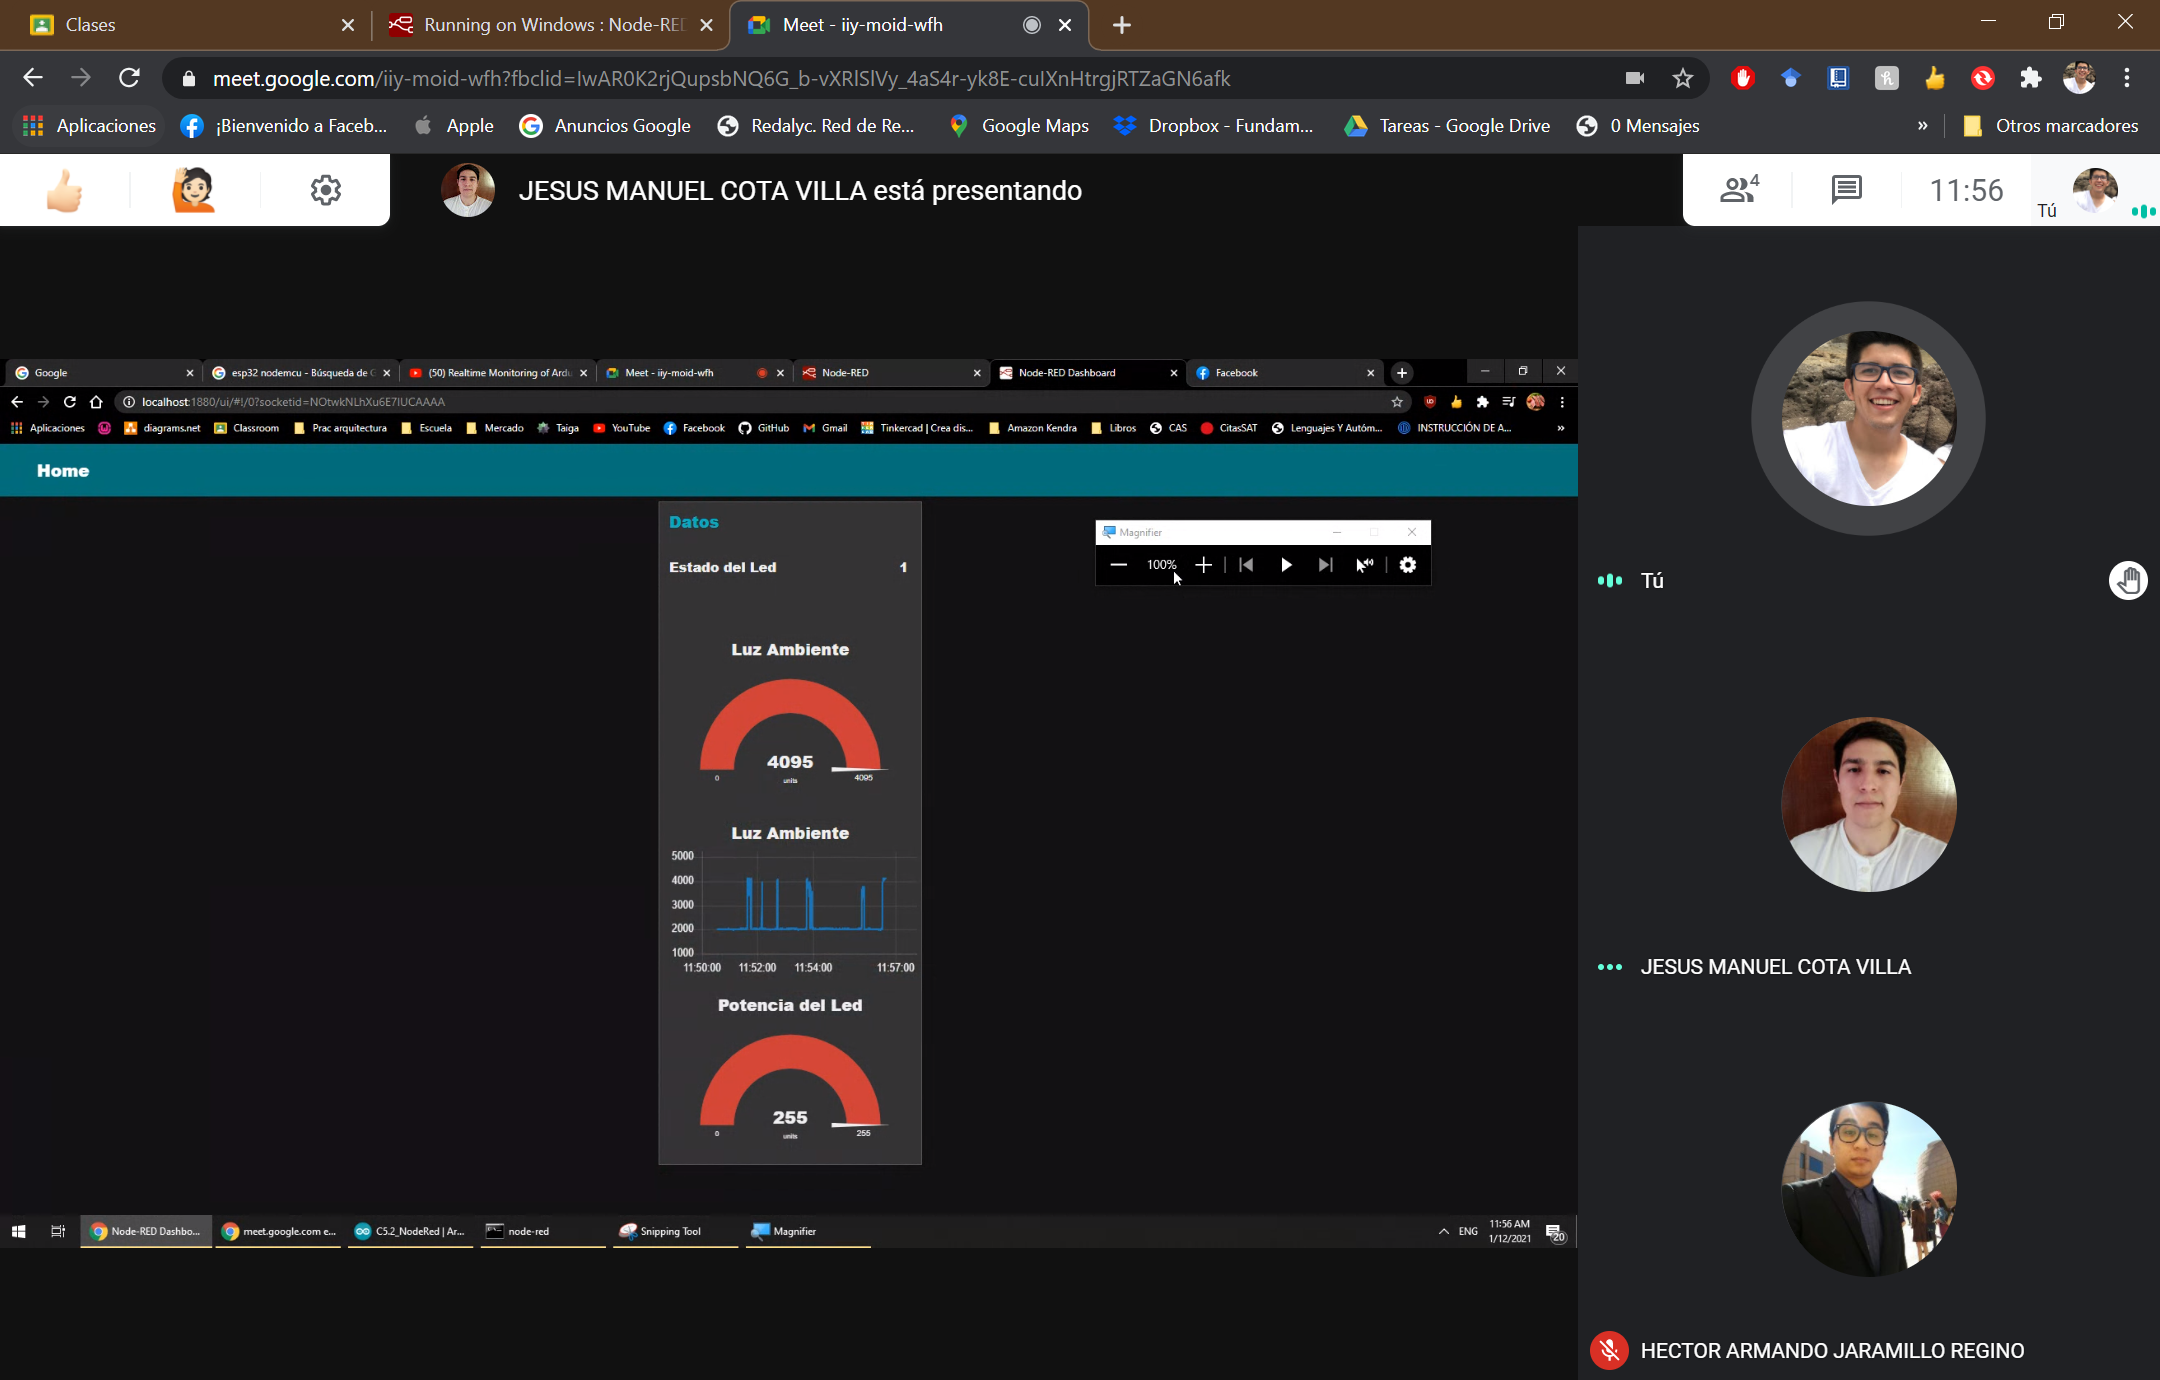 Clases
Running on Windows : Node-RED
Meet - iiy-moid-wfh
meet.google.com/iiy-moid-wfh?fbclid=IwAR0K2rjQupsbNQ6G_b-vXRlSlVy_4aS4r-yk8E-cuIXnHtrgjRTZaGN6afk
Aplicaciones
¡Bienvenido a Faceb...
Apple
Anuncios Google
Redalyc. Red de Re...
Google Maps
Dropbox - Fundam...
Tareas - Google Drive
0 Mensajes
»
Otros marcadores
JESUS MANUEL COTA VILLA está presentando
4
11:56
Tú
Google
esp32 nodemcu - Búsqueda de G
(50) Realtime Monitoring of Ardu
Meet - iiy-moid-wfh
Node-RED
Node-RED Dashboard
Facebook
localhost:1880/ui/#!/0?socketid=NOtwkNLhXu6E7IUCAAAA
Aplicaciones
diagrams.net
Classroom
Prac arquitectura
Escuela
Mercado
Taiga
YouTube
Facebook
GitHub
Gmail
Tinkercad | Crea dis...
Amazon Kendra
Libros
CAS
CitasSAT
Lenguajes Y Autóm...
INSTRUCCIÓN DE A...
»
Home
Datos
Estado del Led 1
Luz Ambiente
4095
units
0 4095
Luz Ambiente
5000
4000
3000
2000
1000
11:50:00 11:52:00 11:54:00 11:57:00
Potencia del Led
255
units
0 255
Magnifier
100%
Tú
JESUS MANUEL COTA VILLA
HECTOR ARMANDO JARAMILLO REGINO
Node-RED Dashbo...
meet.google.com e...
C5.2_NodeRed | Ar...
node-red
Snipping Tool
Magnifier
ENG
11:56 AM
1/12/2021
20